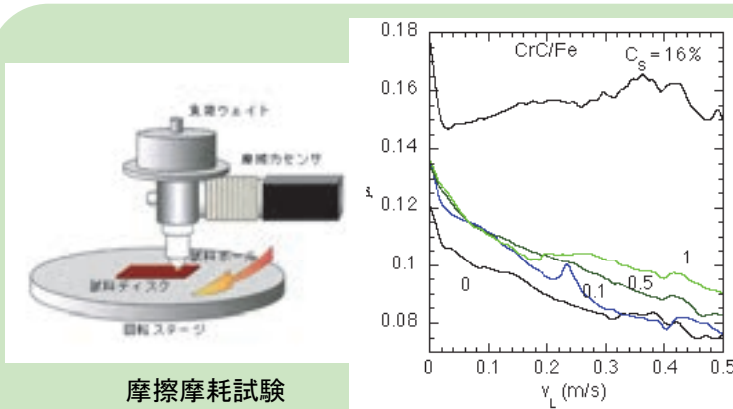 負荷ウェイト
摩擦力センサ
試料ボール
試料ディスク
回転ステージ
摩擦摩耗試験
CrC/Fe
C_S=16%
0.18
0.16
0.14
0.12
0.1
0.08
μ
1
0.5
0.1
0
0 0.1 0.2 0.3 0.4 0.5
v_L (m/s)